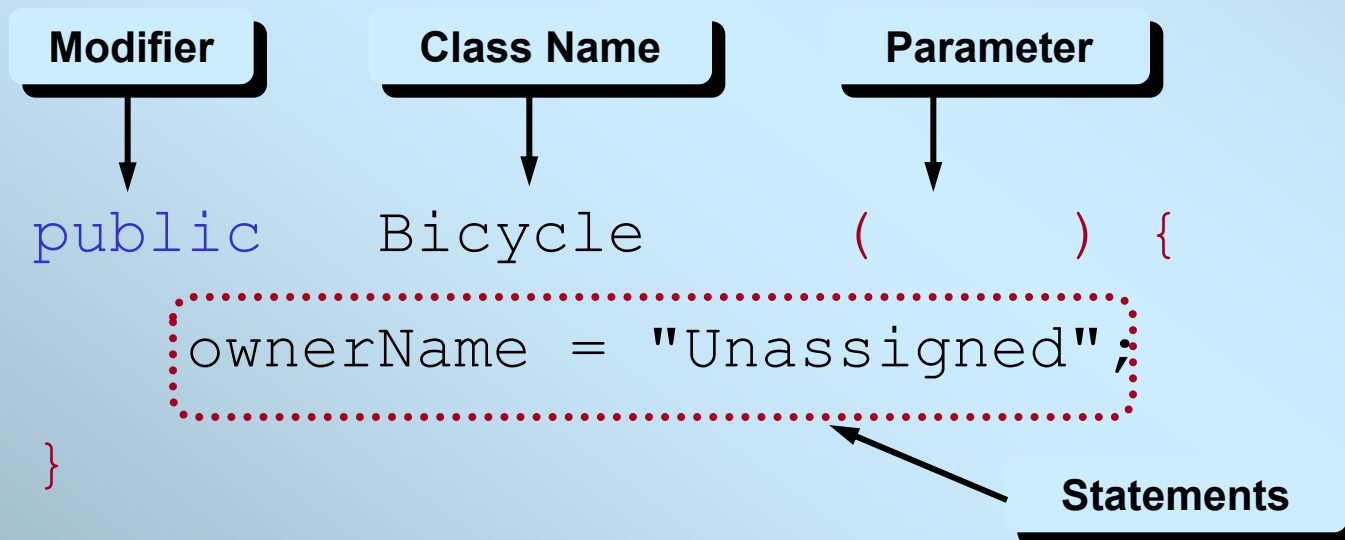 Modifier Class Name Parameter
public Bicycle ( ) {
ownerName = "Unassigned";
}
Statements